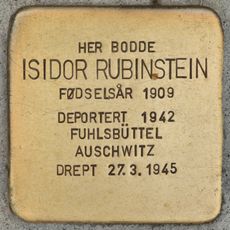 HER BODDE
ISIDOR RUBINSTEIN
FØDSELSÅR 1909
DEPORTERT 1942
FUHLSBÜTTEL
AUSCHWITZ
DREPT 27.3.1945